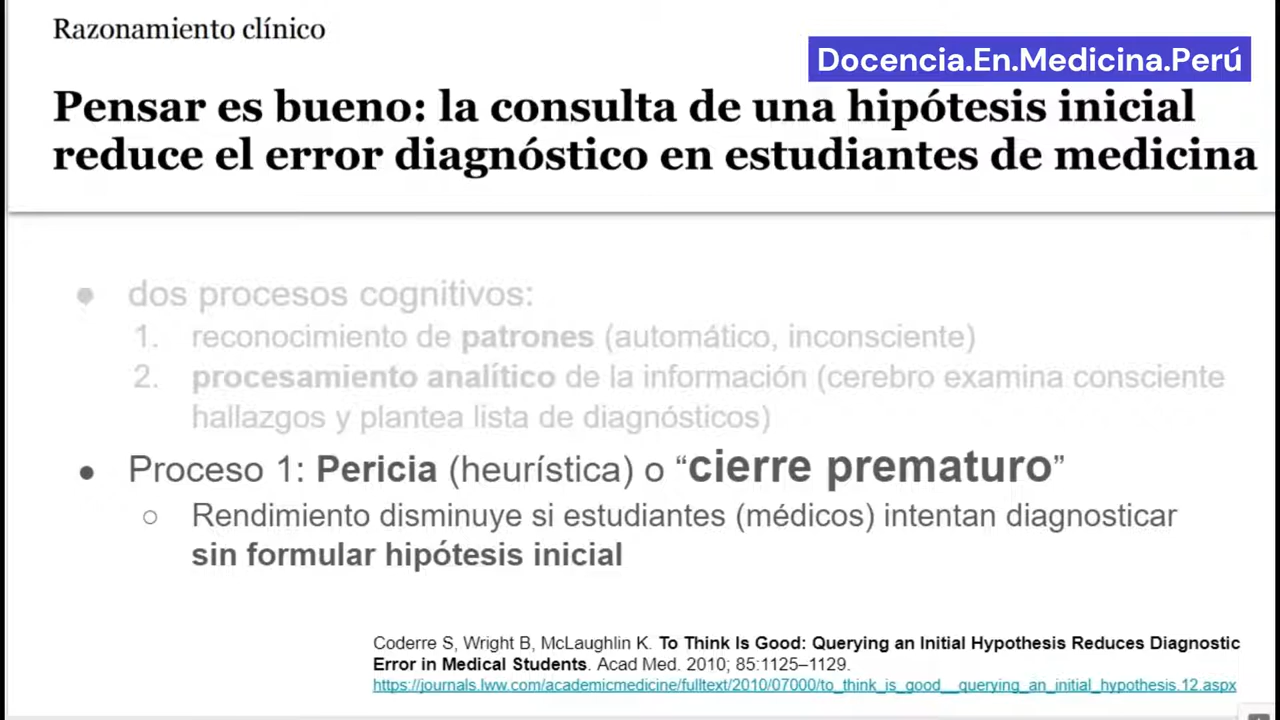 Razonamiento clínico
Docencia.En.Medicina.Perú
Pensar es bueno: la consulta de una hipótesis inicial
reduce el error diagnóstico en estudiantes de medicina
● dos procesos cognitivos:
1. reconocimiento de patrones (automático, inconsciente)
2. procesamiento analítico de la información (cerebro examina consciente
hallazgos y plantea lista de diagnósticos)
● Proceso 1: Pericia (heurística) o “cierre prematuro”
○ Rendimiento disminuye si estudiantes (médicos) intentan diagnosticar
sin formular hipótesis inicial
Coderre S, Wright B, McLaughlin K. To Think Is Good: Querying an Initial Hypothesis Reduces Diagnostic
Error in Medical Students. Acad Med. 2010; 85:1125–1129.
https://journals.lww.com/academicmedicine/fulltext/2010/07000/to_think_is_good__querying_an_initial_hypothesis.12.aspx